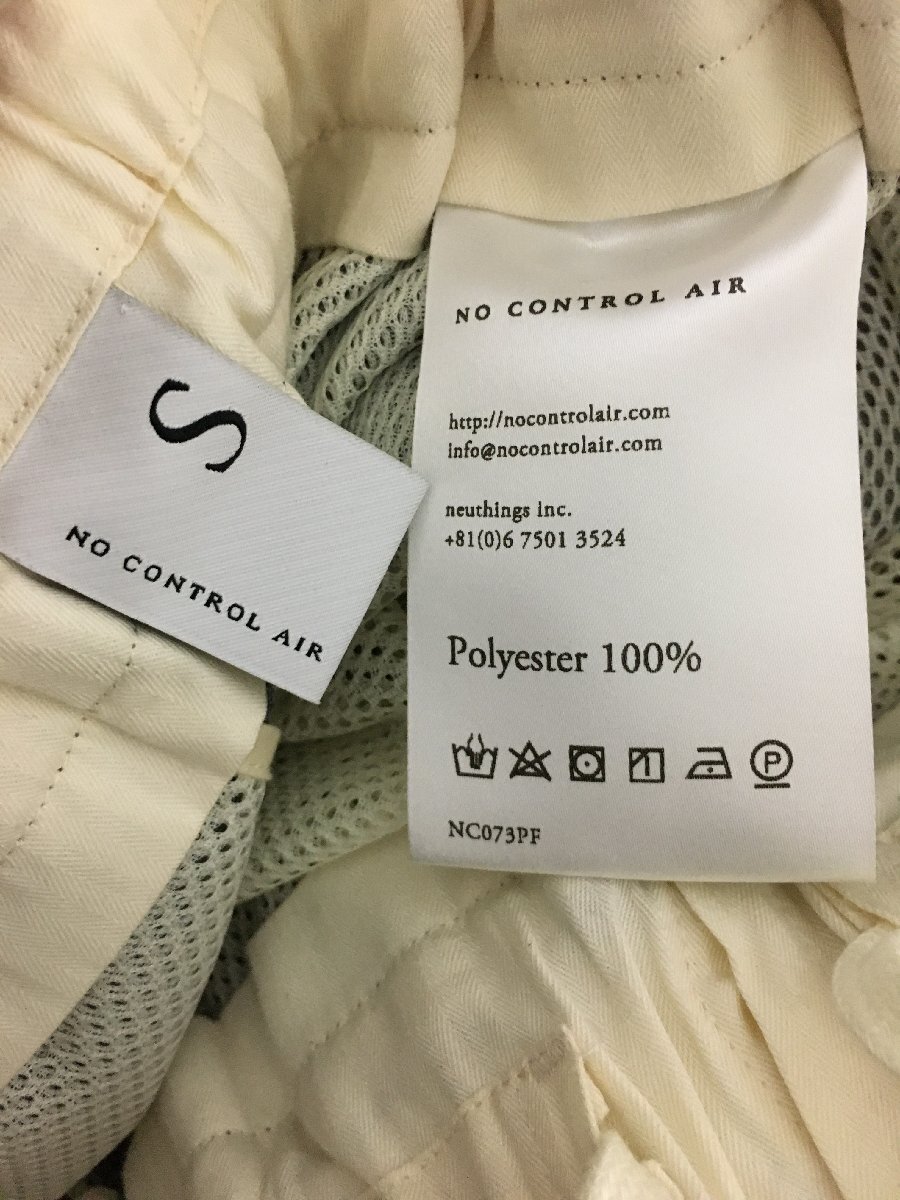 S
NO CONTROL AIR
NO CONTROL AIR
http://nocontrolair.com
info@nocontrolair.com
neuthings inc.
+81(0)6 7501 3524
Polyester 100%
P
NC073PF